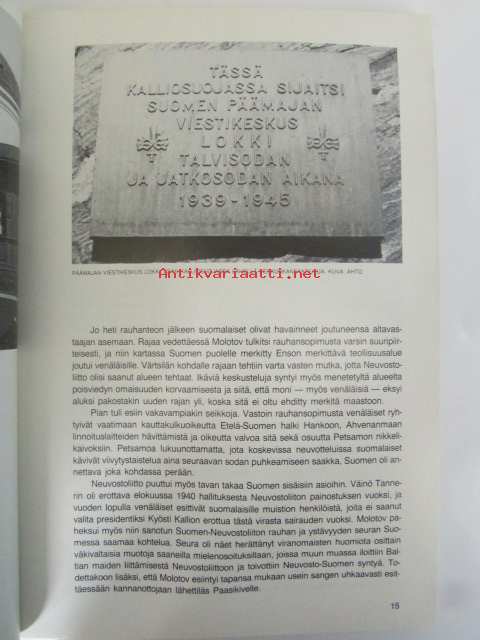 TÄSSÄ
KALLIOSUOJASSA SIJAITSI
SUOMEN PÄÄMAJAN
VIESTIKESKUS
LOKKI
TALVISODAN
JA JATKOSODAN AIKANA
1939-1945
PÄÄMAJAN VIESTIKESKUS KUVA: AHTO
Antikvariaatti.net
Jo heti rauhanteon jälkeen suomalaiset olivat havainneet joutuneensa altavas-
taajan asemaan. Rajaa vedettäessä Molotov tulkitsi rauhansopimusta varsin suuripiir-
teisesti, ja niin kartassa Suomen puolelle merkitty Enson merkittävä teollisuusalue
joutui venäläisille. Värtsilän kohdalle rajaan tehtiin varta vasten mutka, jotta Neuvosto-
liitto olisi saanut alueen tehtaat. Ikäviä keskusteluja syntyi myös menetetyltä alueelta
poisviedyn omaisuuden korvaamisesta ja siitä, että moni — myös venäläisiä — eksyi
aluksi pakostakin uuden rajan yli, koska sitä ei oltu ehditty merkitä maastoon.
Pian tuli esiin vakavampiakin seikkoja. Vastoin rauhansopimusta venäläiset ryh-
tyivät vaatimaan kauttakulkuoikeutta Etelä-Suomen halki Hankoon, Ahvenanmaan
linnoituslaitteiden hävittämistä ja oikeutta valvoa sitä sekä osuutta Petsamon nikkeli-
kaivoksiin. Petsamoa lukuunottamatta, jota koskevissa neuvotteluissa suomalaiset
kävivät viivytystaistelua aina seuraavan sodan puhkeamiseen saakka, Suomen oli an-
nettava joka kohdassa perään.
Neuvostoliitto puuttui myös tavan takaa Suomen sisäisiin asioihin. Väinö Tanne-
rin oli erottava elokuussa 1940 hallituksesta Neuvostoliiton painostuksen vuoksi, ja
vuoden lopulla venäläiset esittivät suomalaisille muistion henkilöistä, joita ei saanut
valita presidentiksi Kyösti Kallion erottua tästä virasta sairauden vuoksi. Molotov pa-
heksui myös niin sanotun Suomen-Neuvostoliiton rauhan ja ystävyyden seuran Suo-
messa saamaa kohtelua. Seura oli näet herättänyt viranomaisten huomiota osittain
väkivaltaisia muotoja saaneilla mielenosoituksillaan, joissa muun muassa iloittiin Bal-
tian maiden liittämisestä Neuvostoliittoon ja toivottiin Neuvosto-Suomen syntyä. To-
dettakoon lisäksi, että Molotov esiintyi tapansa mukaan usein sangen uhkaavasti esit-
täessään kannanottojaan lähettiläs Paasikivelle.
15